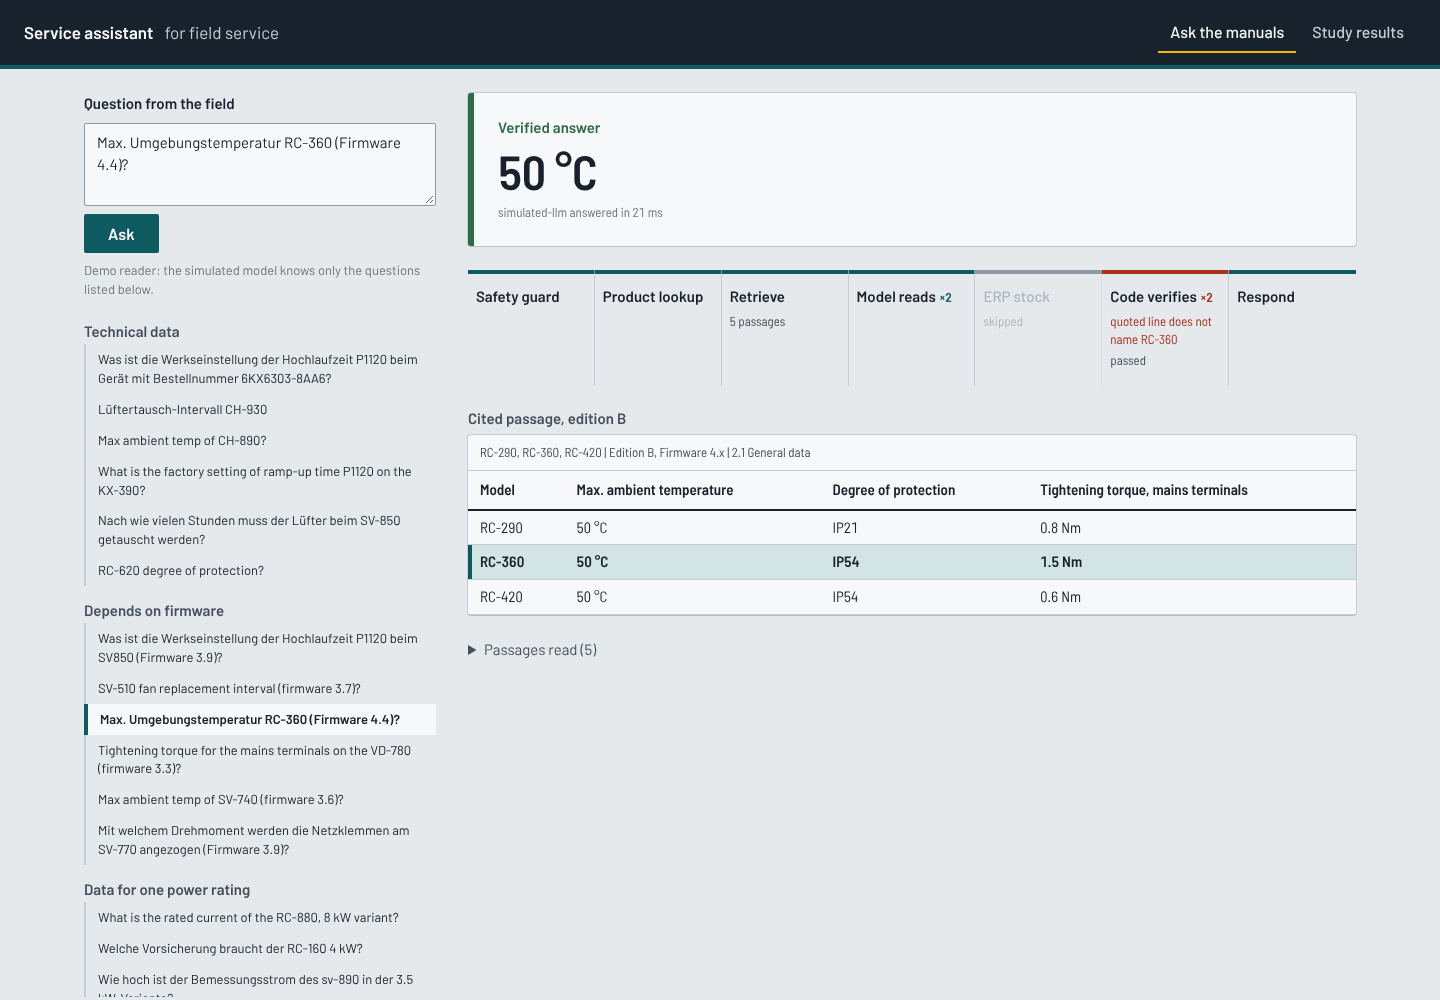 Service assistant for field service
Ask the manuals
Study results
Question from the field
Max. Umgebungstemperatur RC-360 (Firmware
4.4)?
Ask
Demo reader: the simulated model knows only the questions
listed below.
Technical data
Was ist die Werkseinstellung der Hochlaufzeit P1120 beim
Gerät mit Bestellnummer 6KX6303-8AA6?
Lüftertausch-Intervall CH-930
Max ambient temp of CH-890?
What is the factory setting of ramp-up time P1120 on the
KX-390?
Nach wie vielen Stunden muss der Lüfter beim SV-850
getauscht werden?
RC-620 degree of protection?
Depends on firmware
Was ist die Werkseinstellung der Hochlaufzeit P1120 beim
SV850 (Firmware 3.9)?
SV-510 fan replacement interval (firmware 3.7)?
Max. Umgebungstemperatur RC-360 (Firmware 4.4)?
Tightening torque for the mains terminals on the VD-780
(firmware 3.3)?
Max ambient temp of SV-740 (firmware 3.6)?
Mit welchem Drehmoment werden die Netzklemmen am
SV-770 angezogen (Firmware 3.9)?
Data for one power rating
What is the rated current of the RC-880, 8 kW variant?
Welche Vorsicherung braucht der RC-160 4 kW?
Wie hoch ist der Bemessungsstrom des sv-890 in der 3.5
kW-Variante?
Verified answer
50 °C
simulated-llm answered in 21 ms
Safety guard
Product lookup
Retrieve
5 passages
Model reads ×2
ERP stock
skipped
Code verifies ×2
quoted line does not
name RC-360
passed
Respond
Cited passage, edition B
RC-290, RC-360, RC-420 | Edition B, Firmware 4.x | 2.1 General data
Model Max. ambient temperature Degree of protection Tightening torque, mains terminals
RC-290 50 °C IP21 0.8 Nm
RC-360 50 °C IP54 1.5 Nm
RC-420 50 °C IP54 0.6 Nm
Passages read (5)